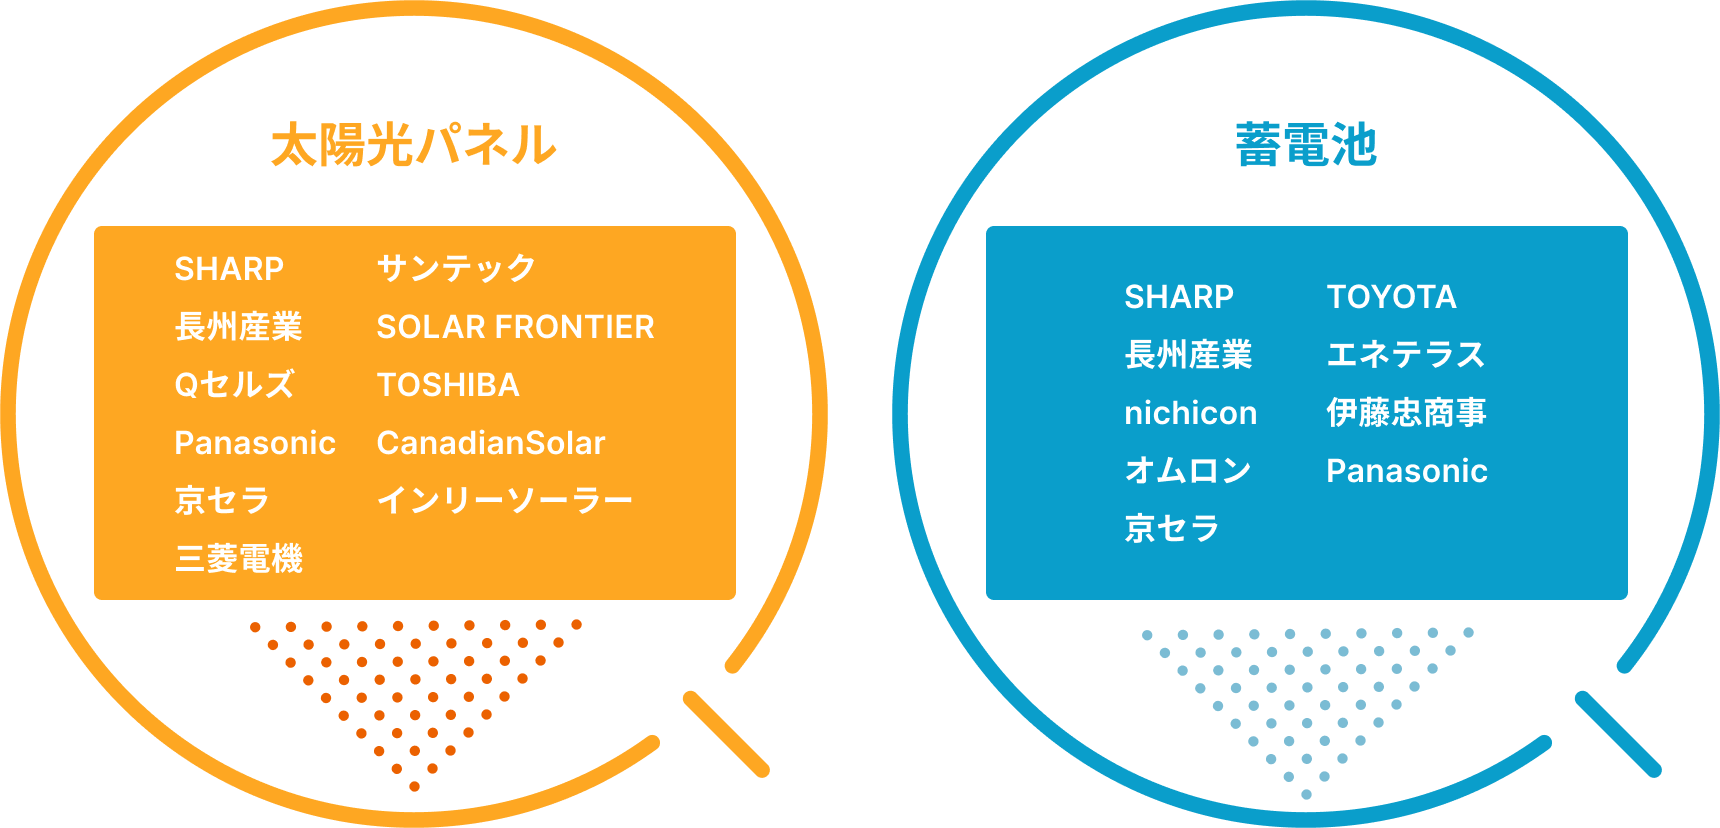 太陽光パネル
SHARP
長州産業
Qセルズ
Panasonic
京セラ
三菱電機
サンテック
SOLAR FRONTIER
TOSHIBA
CanadianSolar
インリーソーラー
蓄電池
SHARP
長州産業
nichicon
オムロン
京セラ
TOYOTA
エネテラス
伊藤忠商事
Panasonic